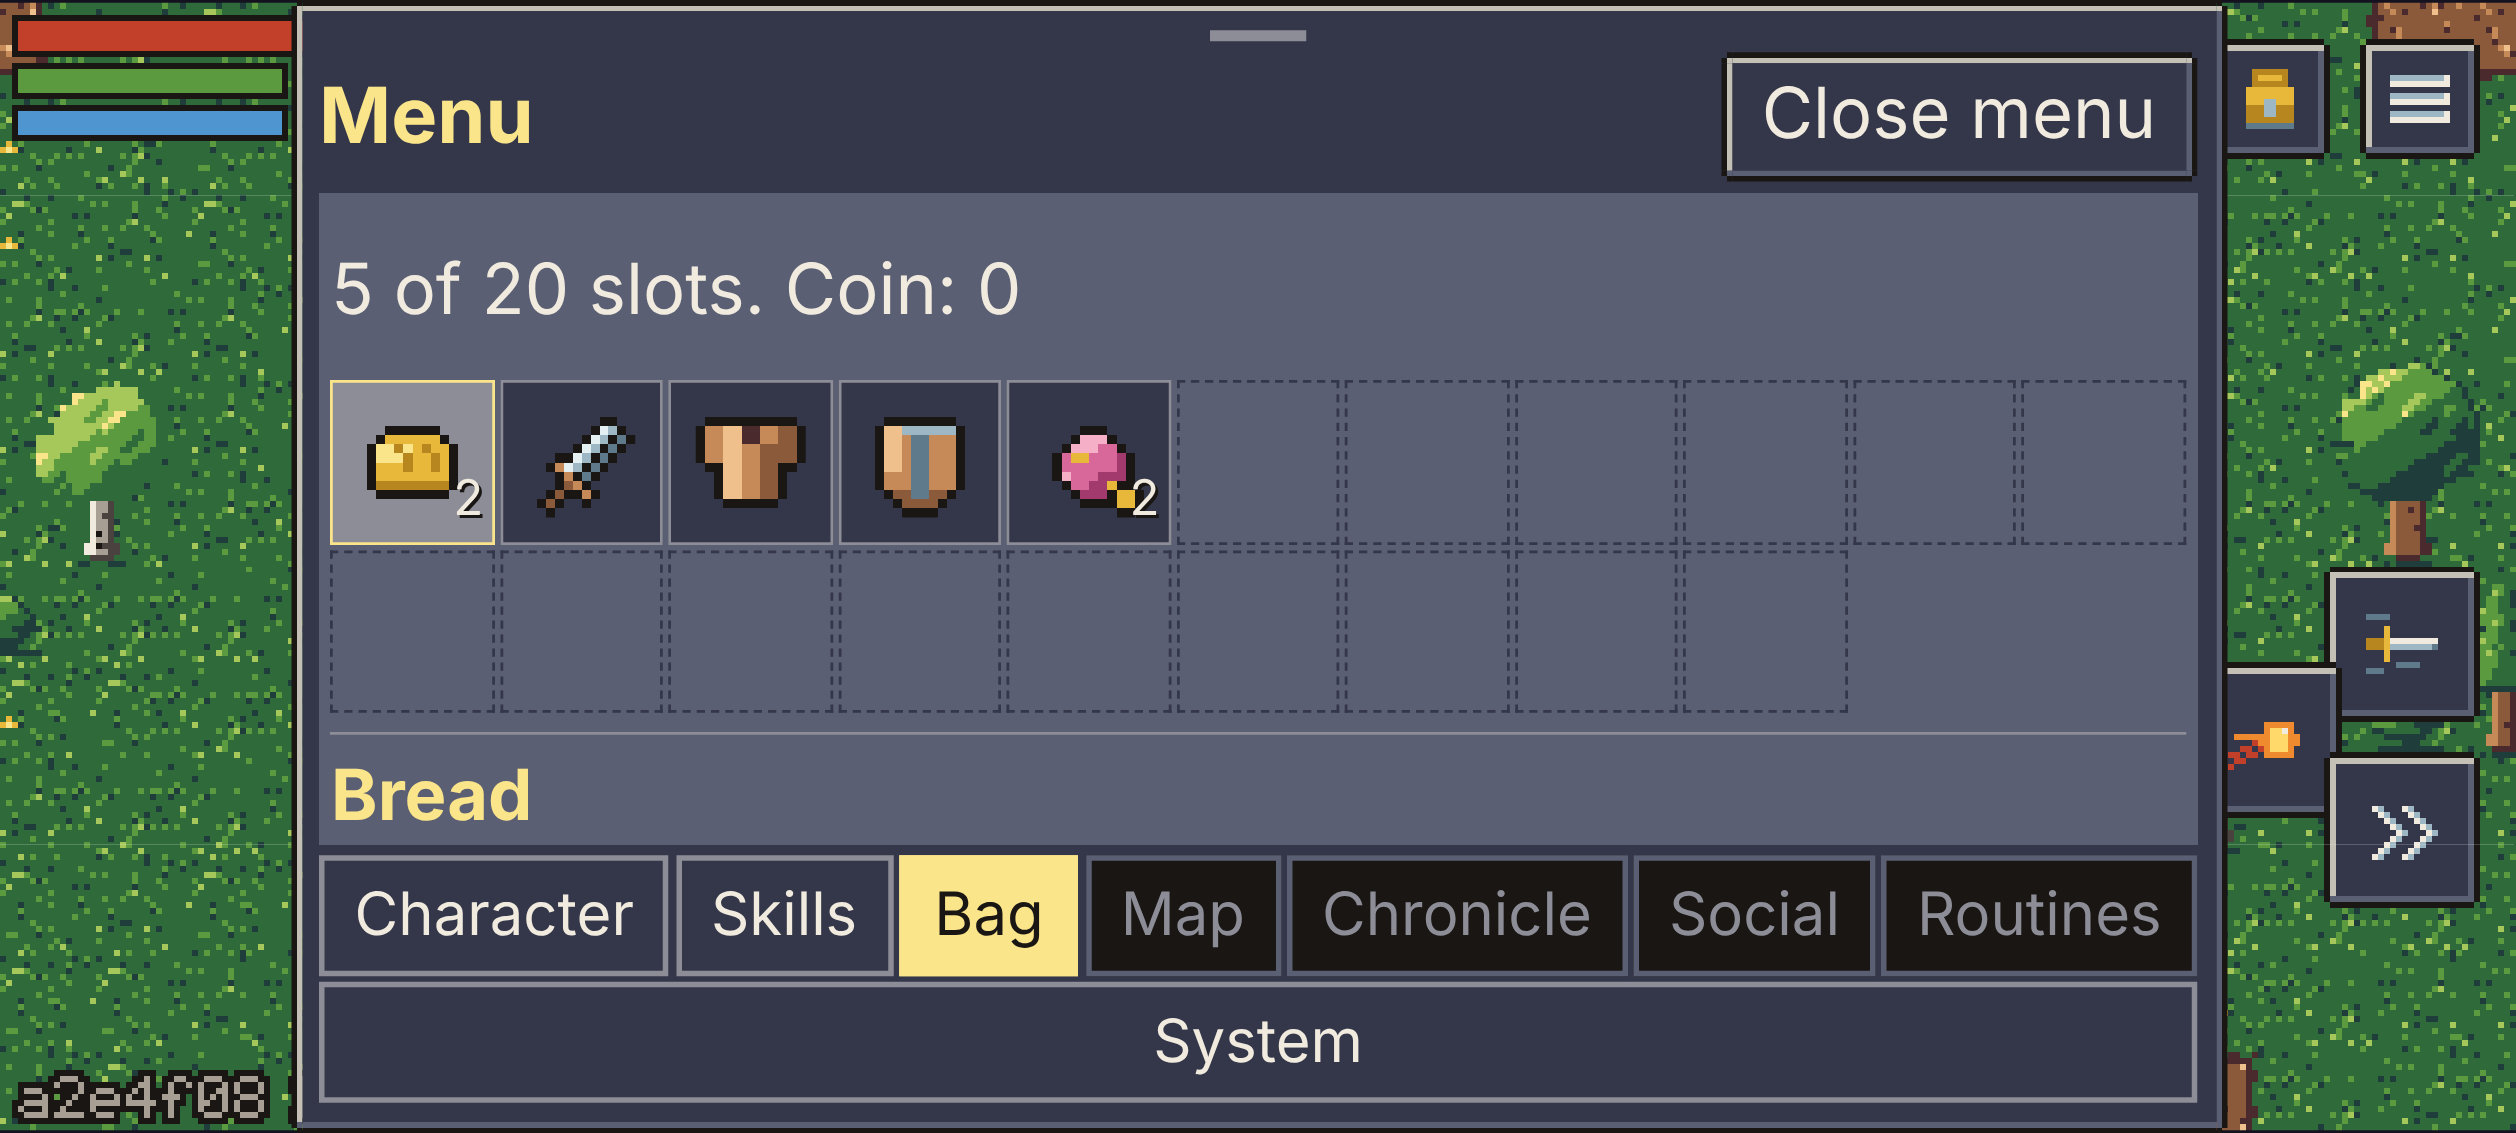 Menu
Close menu
5 of 20 slots. Coin: 0
2
2
Bread
Character
Skills
Bag
Map
Chronicle
Social
Routines
System
a2e4f08